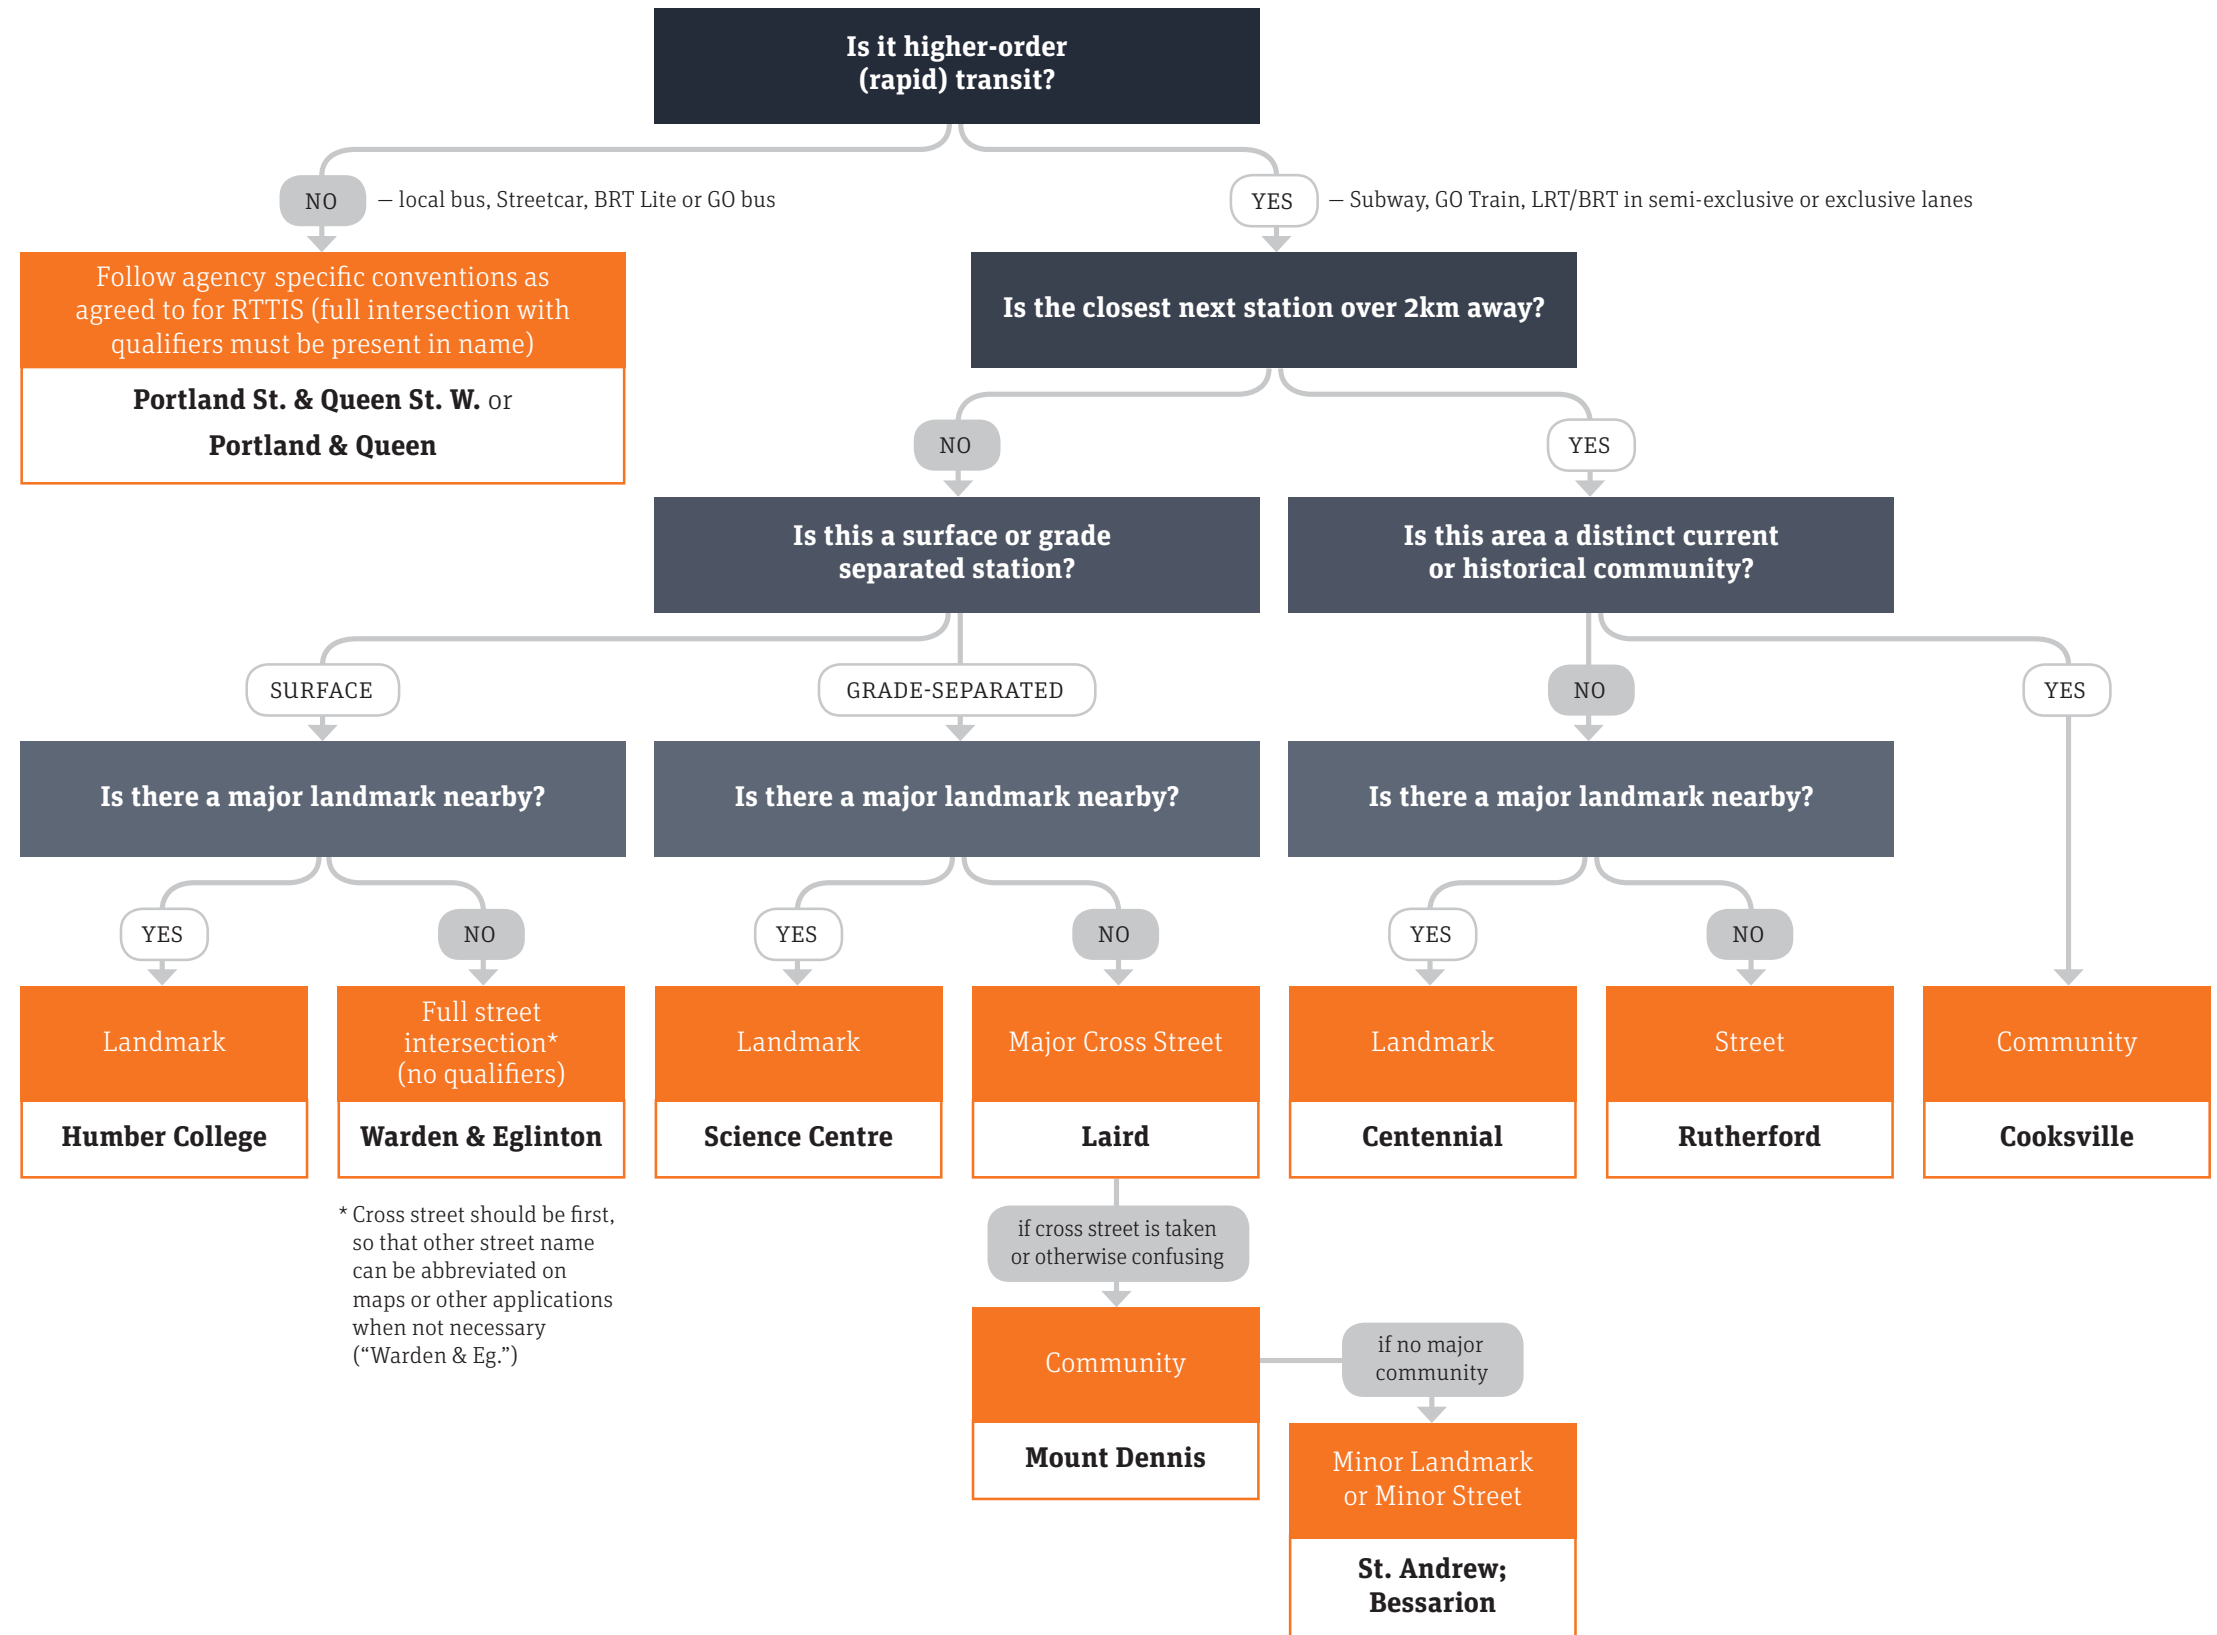 Is it higher-order
(rapid) transit?
NO
– local bus, Streetcar, BRT Lite or GO bus
YES
– Subway, GO Train, LRT/BRT in semi-exclusive or exclusive lanes
Follow agency specific conventions as
agreed to for RTTIS (full intersection with
qualifiers must be present in name)
Portland St. & Queen St. W. or
Portland & Queen
Is the closest next station over 2km away?
NO
YES
Is this a surface or grade
separated station?
Is this area a distinct current
or historical community?
SURFACE
GRADE-SEPARATED
NO
YES
Is there a major landmark nearby?
Is there a major landmark nearby?
Is there a major landmark nearby?
YES
NO
YES
NO
YES
NO
Landmark
Humber College
Full street
intersection*
(no qualifiers)
Warden & Eglinton
Landmark
Science Centre
Major Cross Street
Laird
Landmark
Centennial
Street
Rutherford
Community
Cooksville
* Cross street should be first,
so that other street name
can be abbreviated on
maps or other applications
when not necessary
(“Warden & Eg.”)
if cross street is taken
or otherwise confusing
Community
Mount Dennis
if no major
community
Minor Landmark
or Minor Street
St. Andrew;
Bessarion